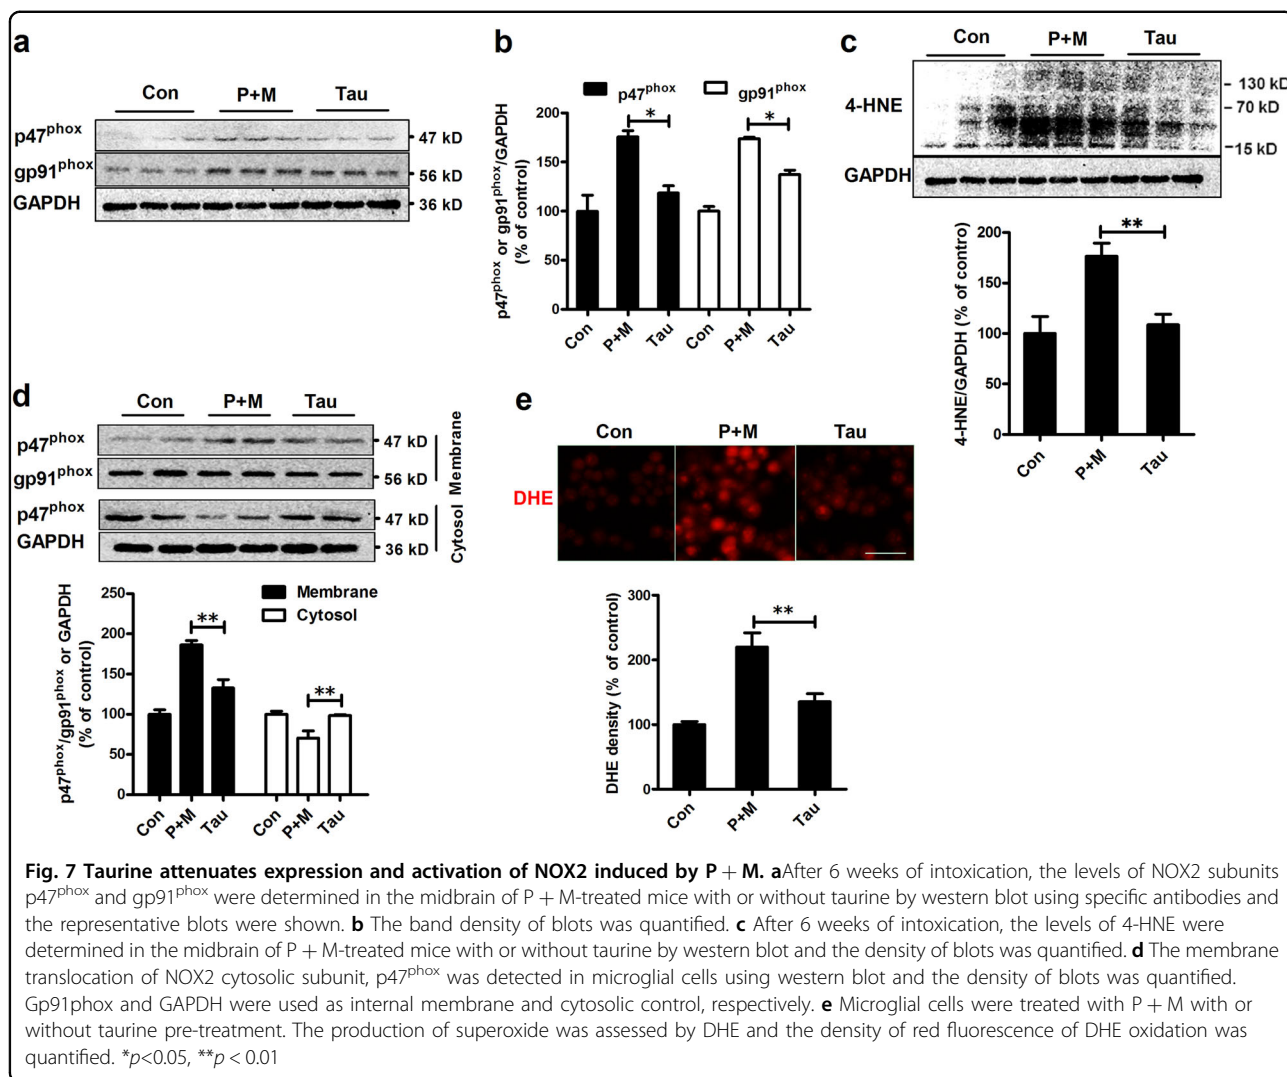 a
Con P+M Tau
p47phox
47 kD
gp91phox
56 kD
GAPDH
36 kD
b
p47phox gp91phox
p47phox or gp91phox/GAPDH
(% of control)
200
150
100
50
0
* *
Con P+M Tau Con P+M Tau
c
Con P+M Tau
4-HNE
130 kD
70 kD
15 kD
GAPDH
4-HNE/GAPDH (% of control)
200
150
100
50
0
**
Con P+M Tau
d
Con P+M Tau
p47phox
47 kD
gp91phox
56 kD
p47phox
47 kD
GAPDH
36 kD
Cytosol Membrane
p47phox/gp91phox or GAPDH
(% of control)
250
200
150
100
50
0
Membrane
Cytosol
** **
Con P+M Tau Con P+M Tau
e
Con P+M Tau
DHE
DHE density (% of control)
300
200
100
0
**
Con P+M Tau
Fig. 7 Taurine attenuates expression and activation of NOX2 induced by P + M. aAfter 6 weeks of intoxication, the levels of NOX2 subunits
p47phox and gp91phox were determined in the midbrain of P + M-treated mice with or without taurine by western blot using specific antibodies and
the representative blots were shown. b The band density of blots was quantified. c After 6 weeks of intoxication, the levels of 4-HNE were
determined in the midbrain of P + M-treated mice with or without taurine by western blot and the density of blots was quantified. d The membrane
translocation of NOX2 cytosolic subunit, p47phox was detected in microglial cells using western blot and the density of blots was quantified.
Gp91phox and GAPDH were used as internal membrane and cytosolic control, respectively. e Microglial cells were treated with P + M with or
without taurine pre-treatment. The production of superoxide was assessed by DHE and the density of red fluorescence of DHE oxidation was
quantified. *p<0.05, **p < 0.01